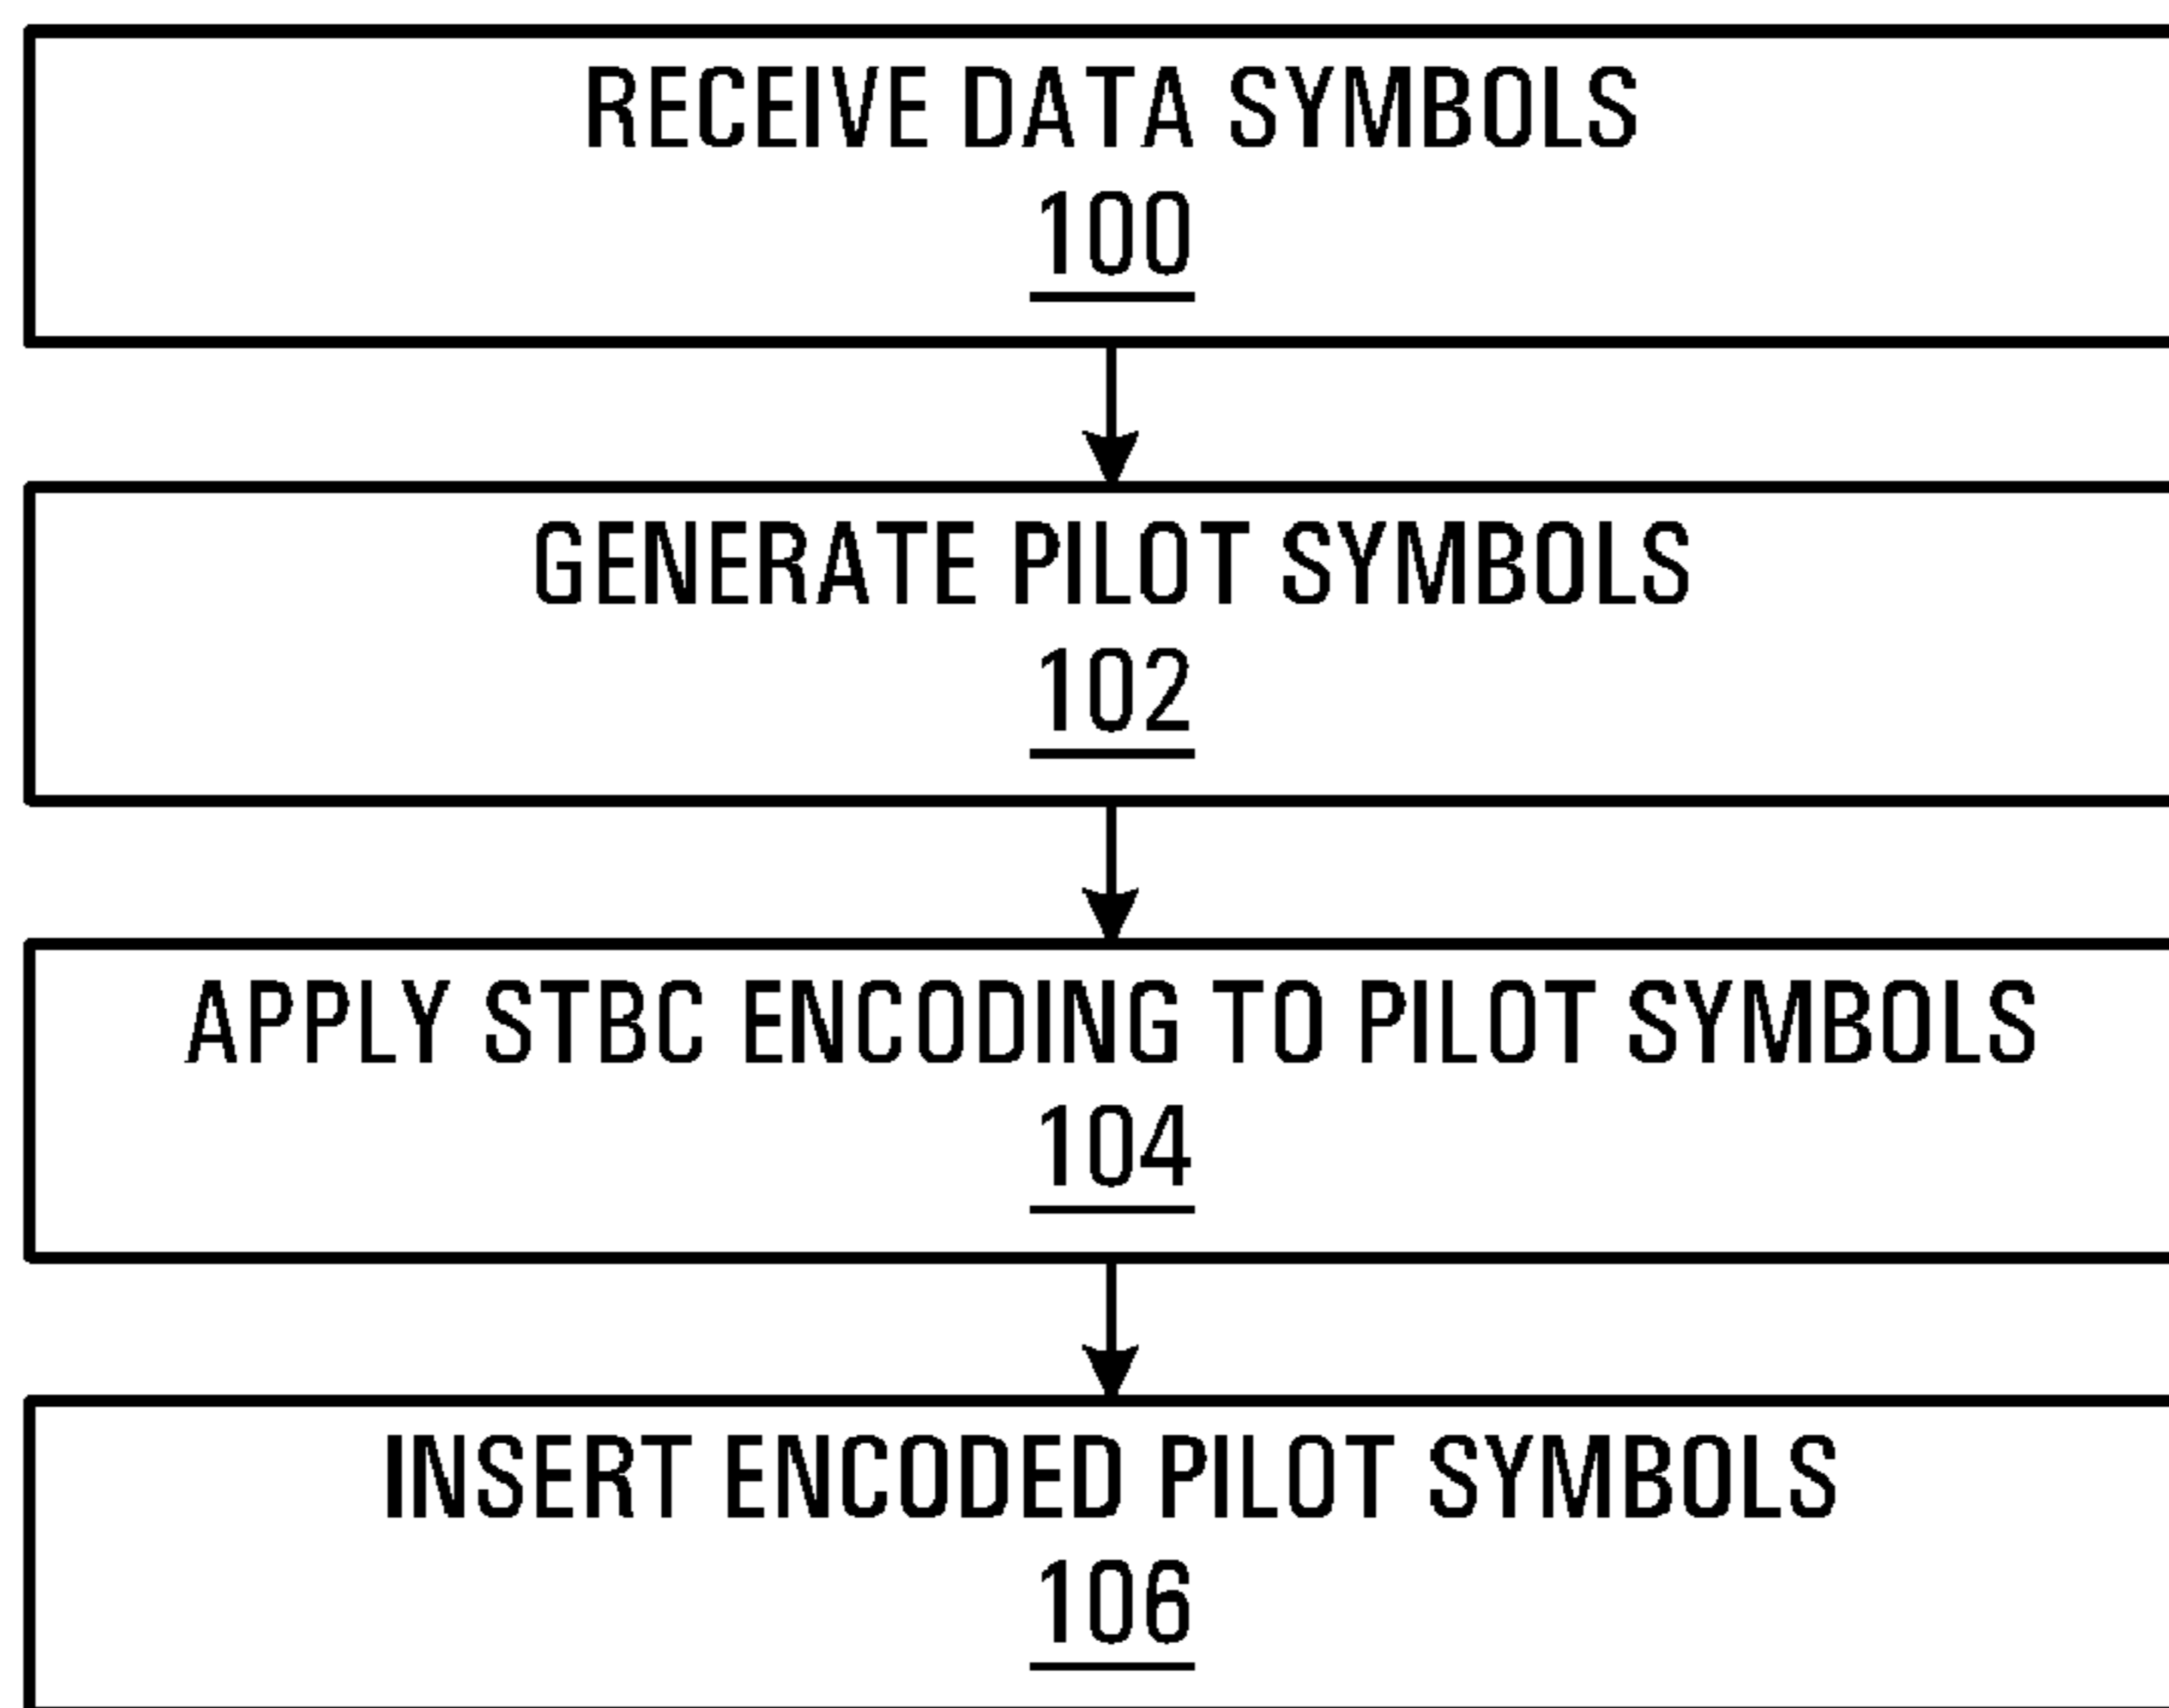 RECEIVE DATA SYMBOLS
100
GENERATE PILOT SYMBOLS
102
APPLY STBC ENCODING TO PILOT SYMBOLS
104
INSERT ENCODED PILOT SYMBOLS
106